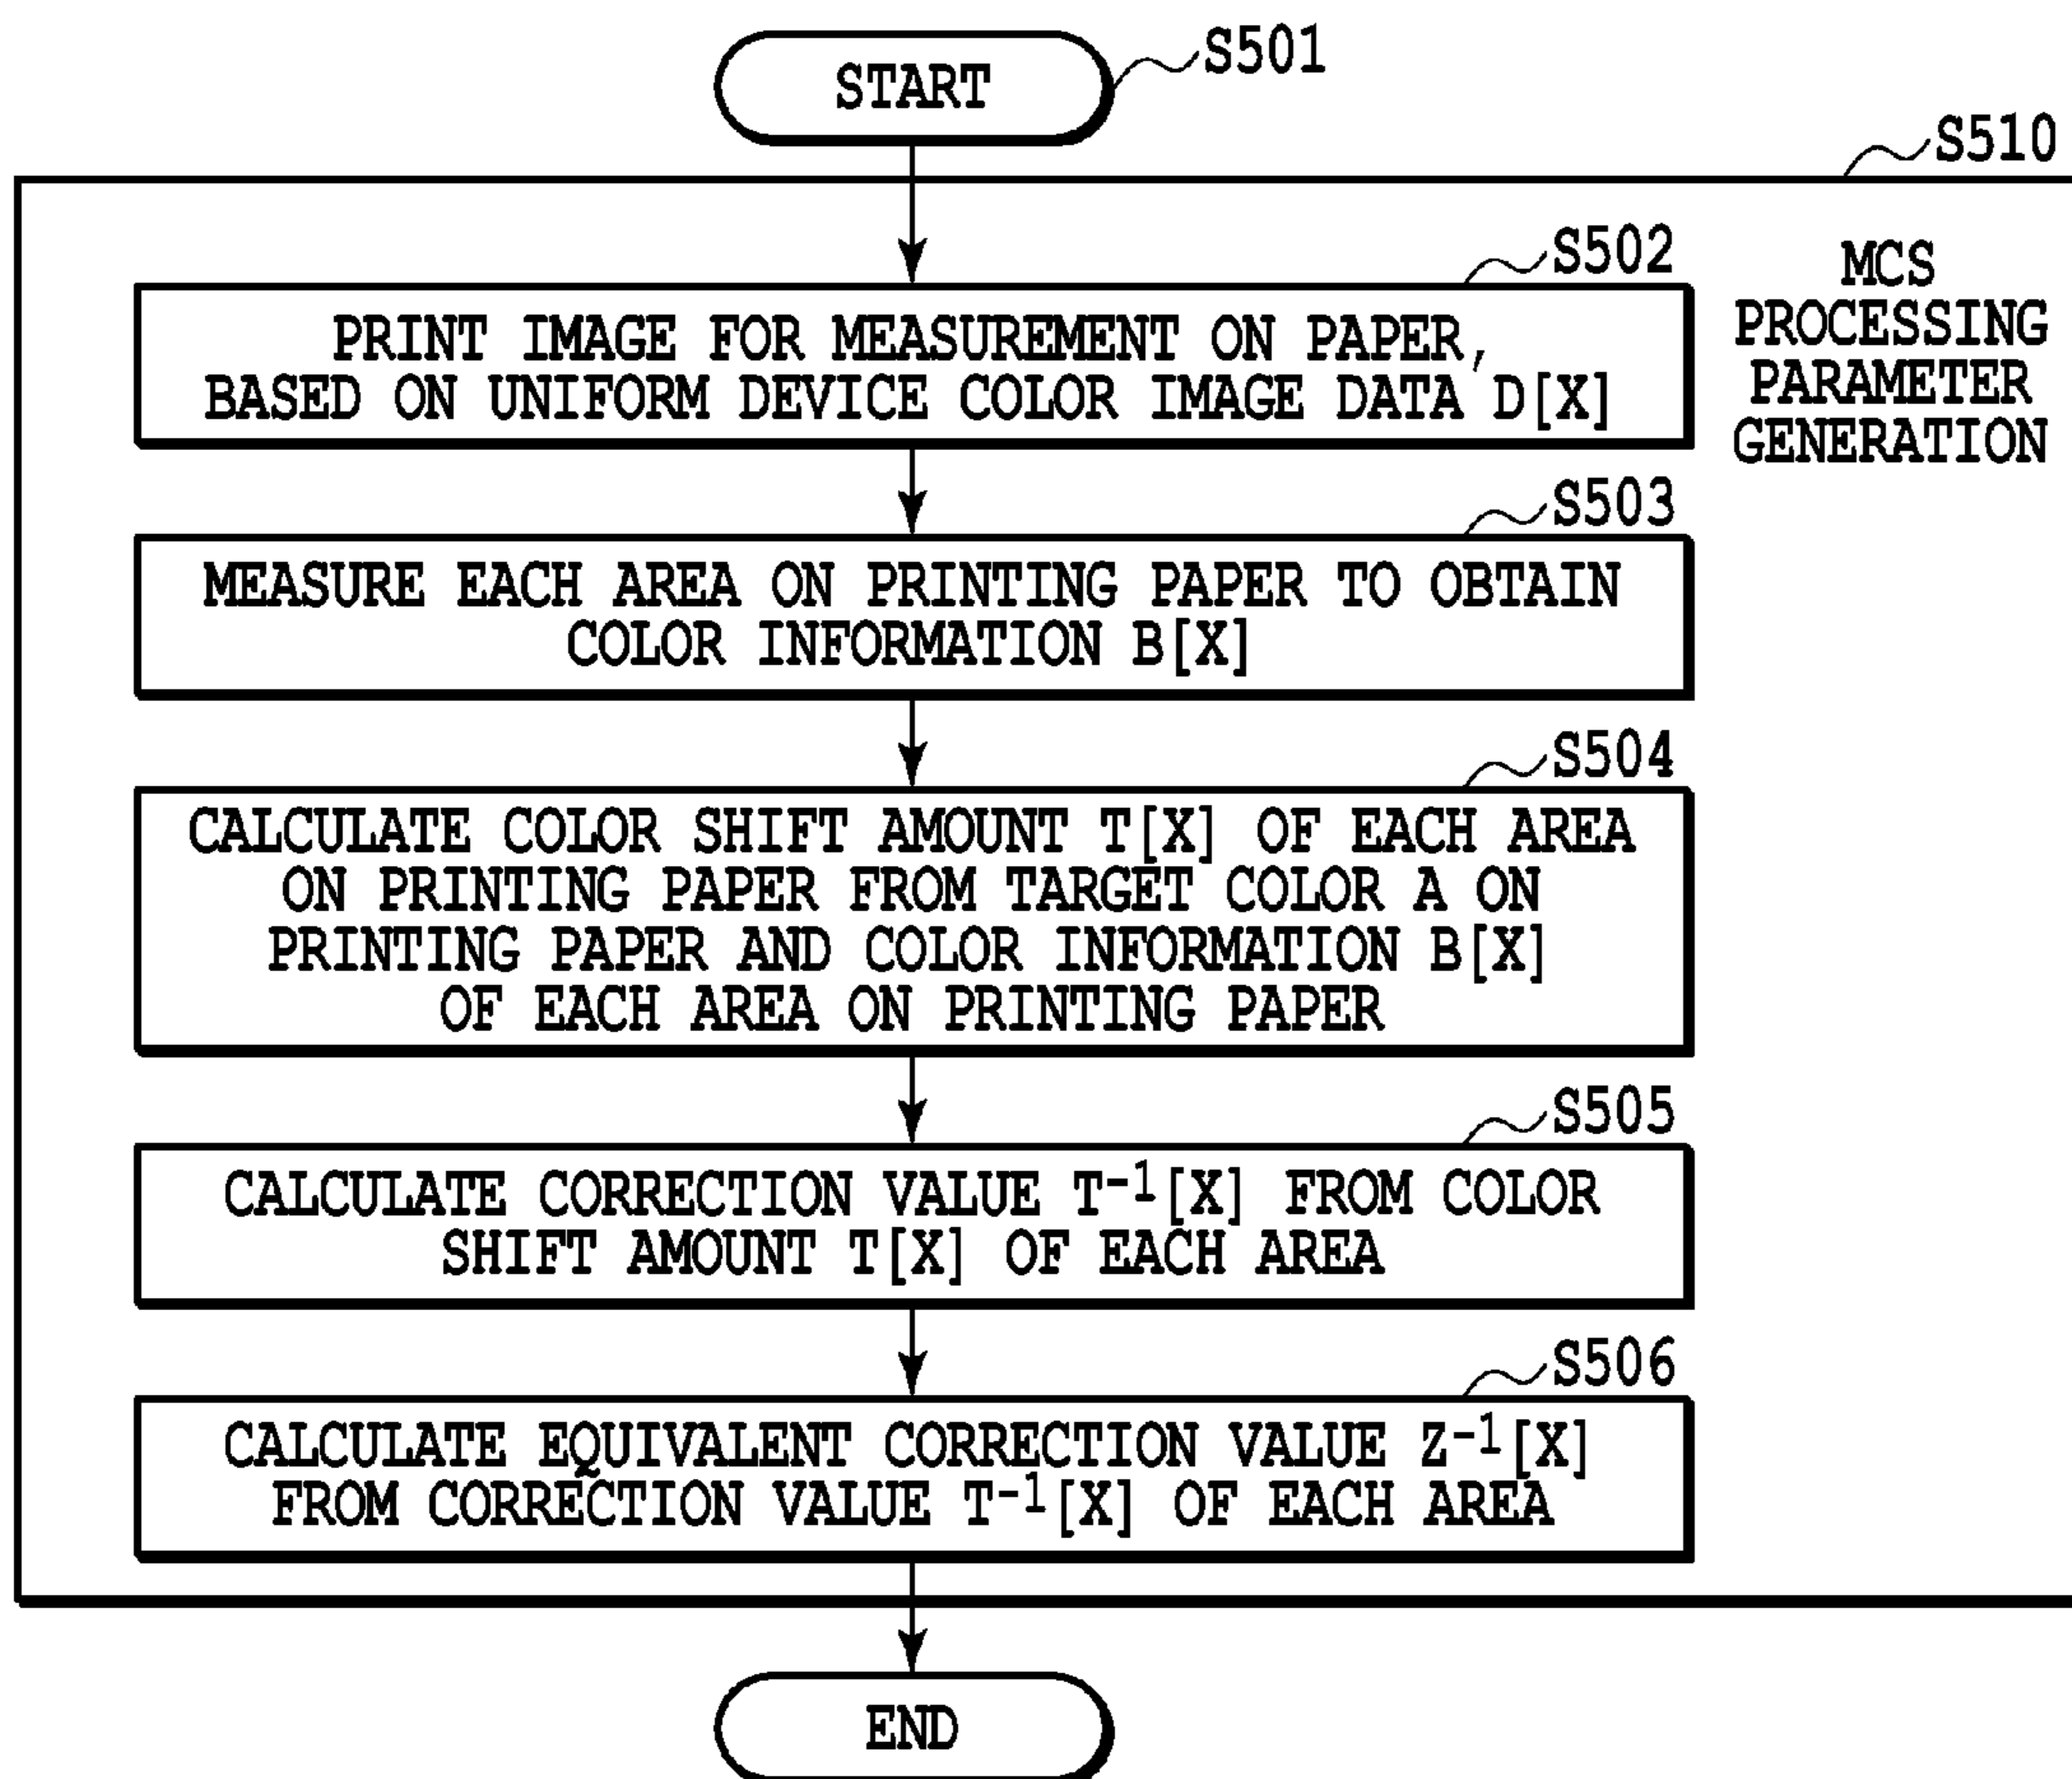 START
S501
S510
MCS
PROCESSING
PARAMETER
GENERATION
S502
PRINT IMAGE FOR MEASUREMENT ON PAPER,
BASED ON UNIFORM DEVICE COLOR IMAGE DATA D[X]
S503
MEASURE EACH AREA ON PRINTING PAPER TO OBTAIN
COLOR INFORMATION B[X]
S504
CALCULATE COLOR SHIFT AMOUNT T[X] OF EACH AREA
ON PRINTING PAPER FROM TARGET COLOR A ON
PRINTING PAPER AND COLOR INFORMATION B[X]
OF EACH AREA ON PRINTING PAPER
S505
CALCULATE CORRECTION VALUE T⁻¹[X] FROM COLOR
SHIFT AMOUNT T[X] OF EACH AREA
S506
CALCULATE EQUIVALENT CORRECTION VALUE Z⁻¹[X]
FROM CORRECTION VALUE T⁻¹[X] OF EACH AREA
END